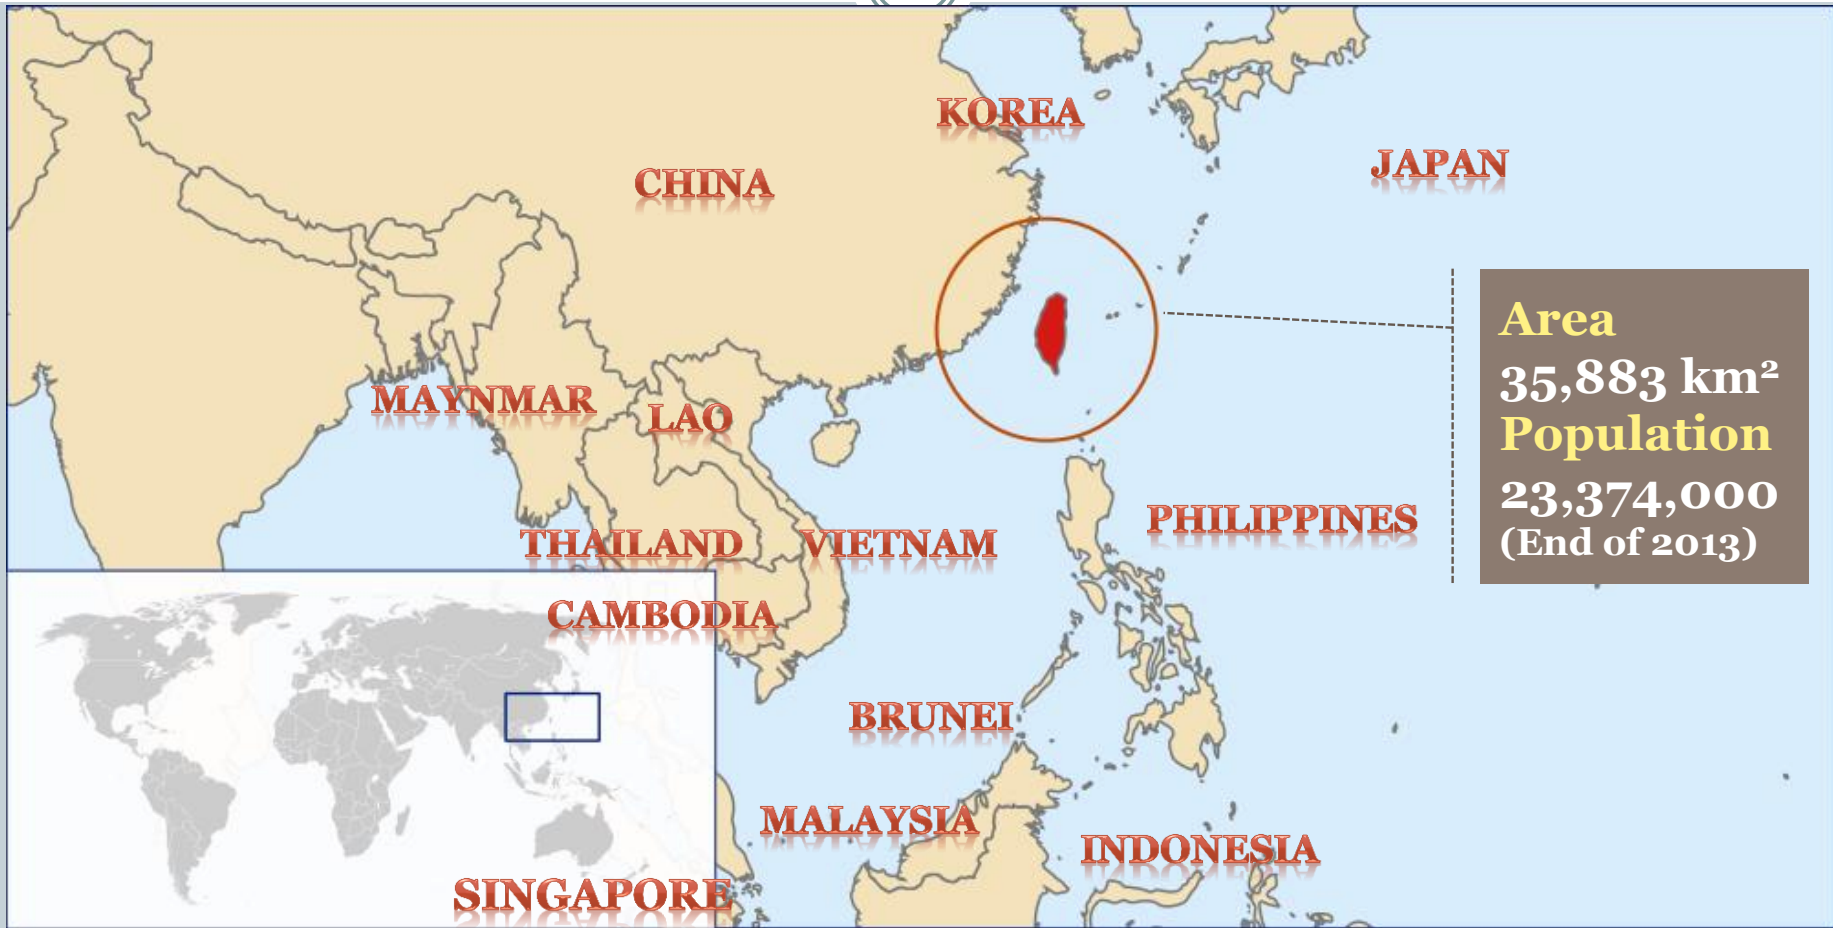 KOREA
JAPAN
CHINA
Area
35,883 km²
Population
23,374,000
(End of 2013)
MAYNMAR
LAO
PHILIPPINES
THAILAND
VIETNAM
CAMBODIA
BRUNEI
MALAYSIA
INDONESIA
SINGAPORE